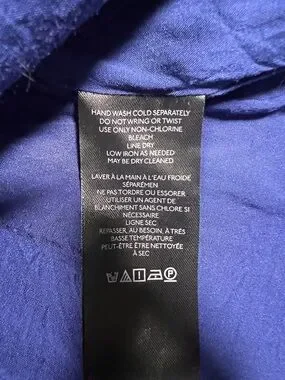 HAND WASH COLD SEPARATELY
DO NOT WRING OR TWIST
USE ONLY NON-CHLORINE
BLEACH
LINE DRY
LOW IRON AS NEEDED
MAY BE DRY CLEANED
LAVER À LA MAIN À L'EAU FROIDE
SÉPARÉMEN
NE PAS TORDRE OU ESSORER
UTILISER UN AGENT DE
BLANCHIMENT SANS CHLORE SI
NÉCESSAIRE
LIGNE SEC
REPASSER, AU BESOIN, À TRÈS
BASSE TEMPÉRATURE
PEUT-ÊTRE ÊTRE NETTOYÉE
À SEC
P